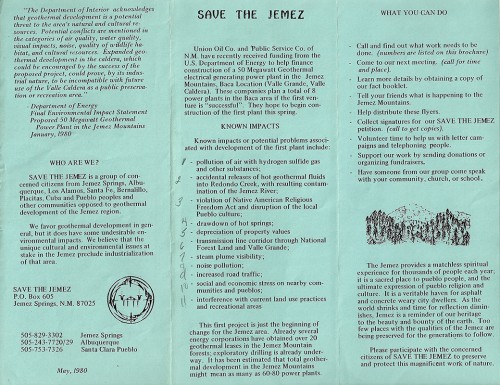 "The Department of Interior acknowledges
that geothermal development is a potential
threat to the area's natural and cultural re-
sources. Potential conflicts are mentioned in
the categories of air quality, water quality,
visual impacts, noise, quality of wildlife ha-
bitat, and cultural resources. Expanded geo-
thermal development in the caldera, which
could be encouraged by the success of the
proposed project, could prove, by its indus-
trial nature, to be incompatible with future
use of the Valle Caldera as a public preserva-
tion or recreation area."
- Department of Energy
Final Environmental Impact Statement
Proposed 50 Megawatt Geothermal
Power Plant in the Jemez Mountains
January, 1980
WHO ARE WE?
SAVE THE JEMEZ is a group of con-
cerned citizens from Jemez Springs, Albu-
querque, Los Alamos, Santa Fe, Bernalillo,
Placitas, Cuba and Pueblo peoples and
others committed opposed to geothermal
development of the Jemez region.
We favor geothermal development in gen-
eral, but it does have some undesirable en-
vironmental impacts. We believe that the
unique cultural and environmental issues at
stake in the Jemez preclude industrialization
of that area.
SAVE THE JEMEZ
P.O. Box 605
Jemez Springs, N.M. 87025
505-829-3302 Jemez Springs
505-243-7720/29 Albuquerque
505-753-7326 Santa Clara Pueblo
May, 1980
SAVE THE JEMEZ
Union Oil Co. and Public Service Co. of
N.M. have recently received funding from the
U.S. Department of Energy to help finance
construction of a 50 Megawatt Geothermal
electrical generating power plant in the Jemez
Mountains, Baca Location (Valle Grande, Valle
Caldera). These companies plan a total of 8
power plants in the Baca area if the first ven-
ture is "successful". They hope to begin con-
struction of the first plant this spring.
KNOWN IMPACTS
Known impacts or potential problems associ-
ated with development of the first plant include:
- pollution of air with hydrogen sulfide gas
and other substances;
- accidental releases of hot geothermal fluids
into Redondo Creek, with resulting contam-
ination of the Jemez River;
- violation of Native American Religious
Freedom Act and disruption of the local
Pueblo culture;
- drawdown of hot springs;
- depreciation of property values
- transmission line corridor through National
Forest Land and Valle Grande;
- steam plume visibility;
- noise pollution;
- increased road traffic;
- social and economic stress on nearby com-
munities and pueblos;
- interference with current land use practices
and recreational areas
This first project is just the beginning of
change for the Jemez area. Already several
energy corporations have obtained over 20
geothermal leases in the Jemez Mountain
forests; exploratory drilling is already under-
way. It has been estimated that total geother-
mal development in the Jemez Mountains
might mean as many as 60-80 power plants.
WHAT YOU CAN DO
- Call and find out what work needs to be
done. (numbers are listed on this brochure)
- Come to our next meeting. (call for time
and place).
- Learn more details by obtaining a copy of
our fact booklet.
- Tell your friends what is happening to the
Jemez Mountains.
- Help distribute these flyers.
- Collect signatures for our SAVE THE JEMEZ
petition. (call to get copies).
- Volunteer time to help us with letter cam-
paigns and telephoning people.
- Support our work by sending donations or
organizing fundraisers,
- Have someone from our group come speak
with your community, church, or school.
The Jemez provides a matchless spiritual
experience for thousands of people each year;
it is a sacred place to pueblo people, and the
ultimate expression of pueblo religion and
culture. It is a veritable haven for asphalt
and concrete weary city dwellers. As the
world shrinks and time for reflection dimin-
ishes, Jemez is a reminder of our heritage
to the beauty and bounty of the earth. Too
few places with the qualities of the Jemez are
being preserved for the generations to follow.
Please participate with the concerned
citizens of SAVE THE JEMEZ to preserve
and protect this magnificent work of nature.